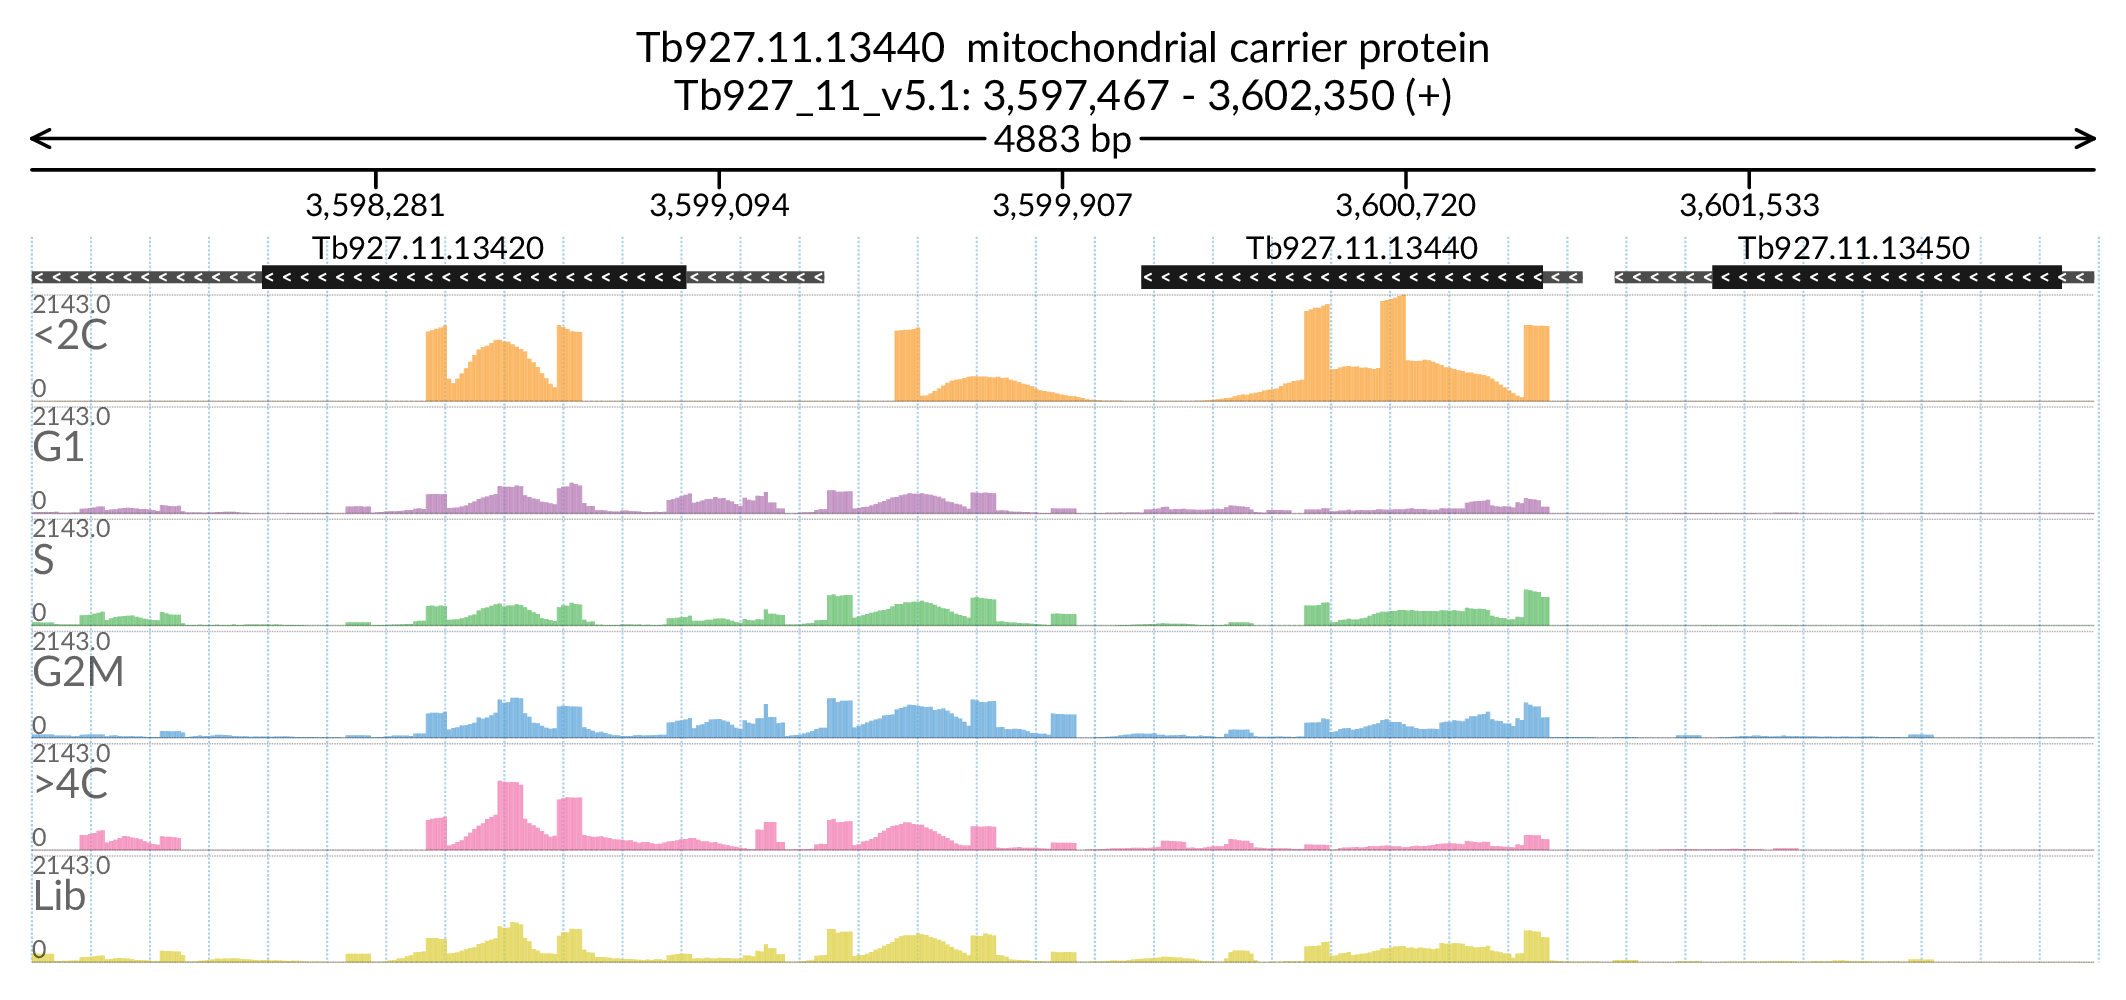 Tb927.11.13440  mitochondrial carrier protein
Tb927_11_v5.1: 3,597,467 - 3,602,350 (+)
4883 bp
3,598,281 3,599,094 3,599,907 3,600,720 3,601,533
Tb927.11.13420 Tb927.11.13440 Tb927.11.13450
2143.0
<2C
0
2143.0
G1
0
2143.0
S
0
2143.0
G2M
0
2143.0
>4C
0
2143.0
Lib
0